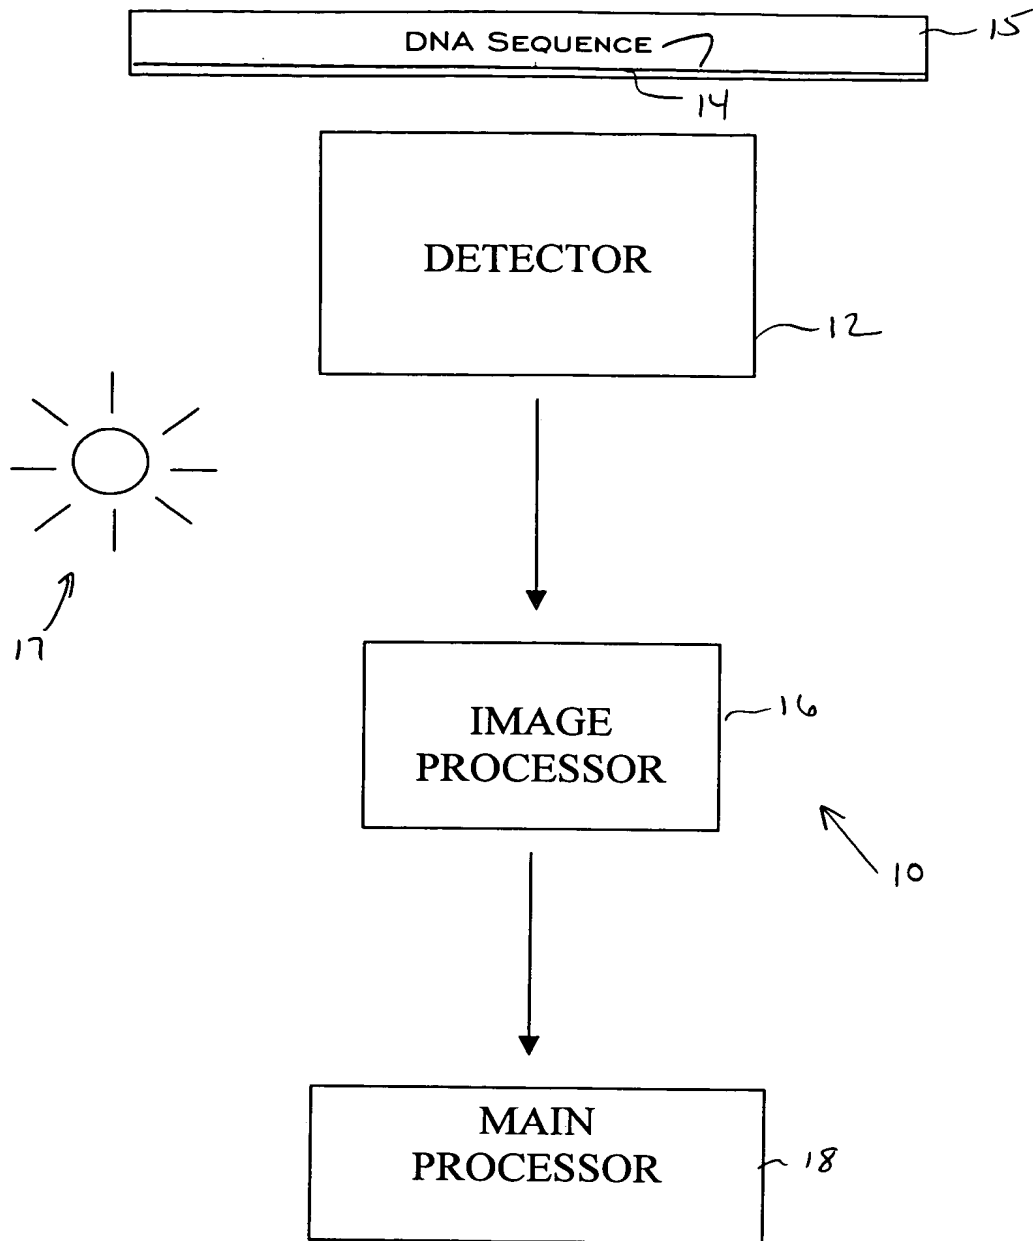 15
DNA SEQUENCE
14
DETECTOR
12
17
IMAGE
PROCESSOR
16
10
MAIN
PROCESSOR
18